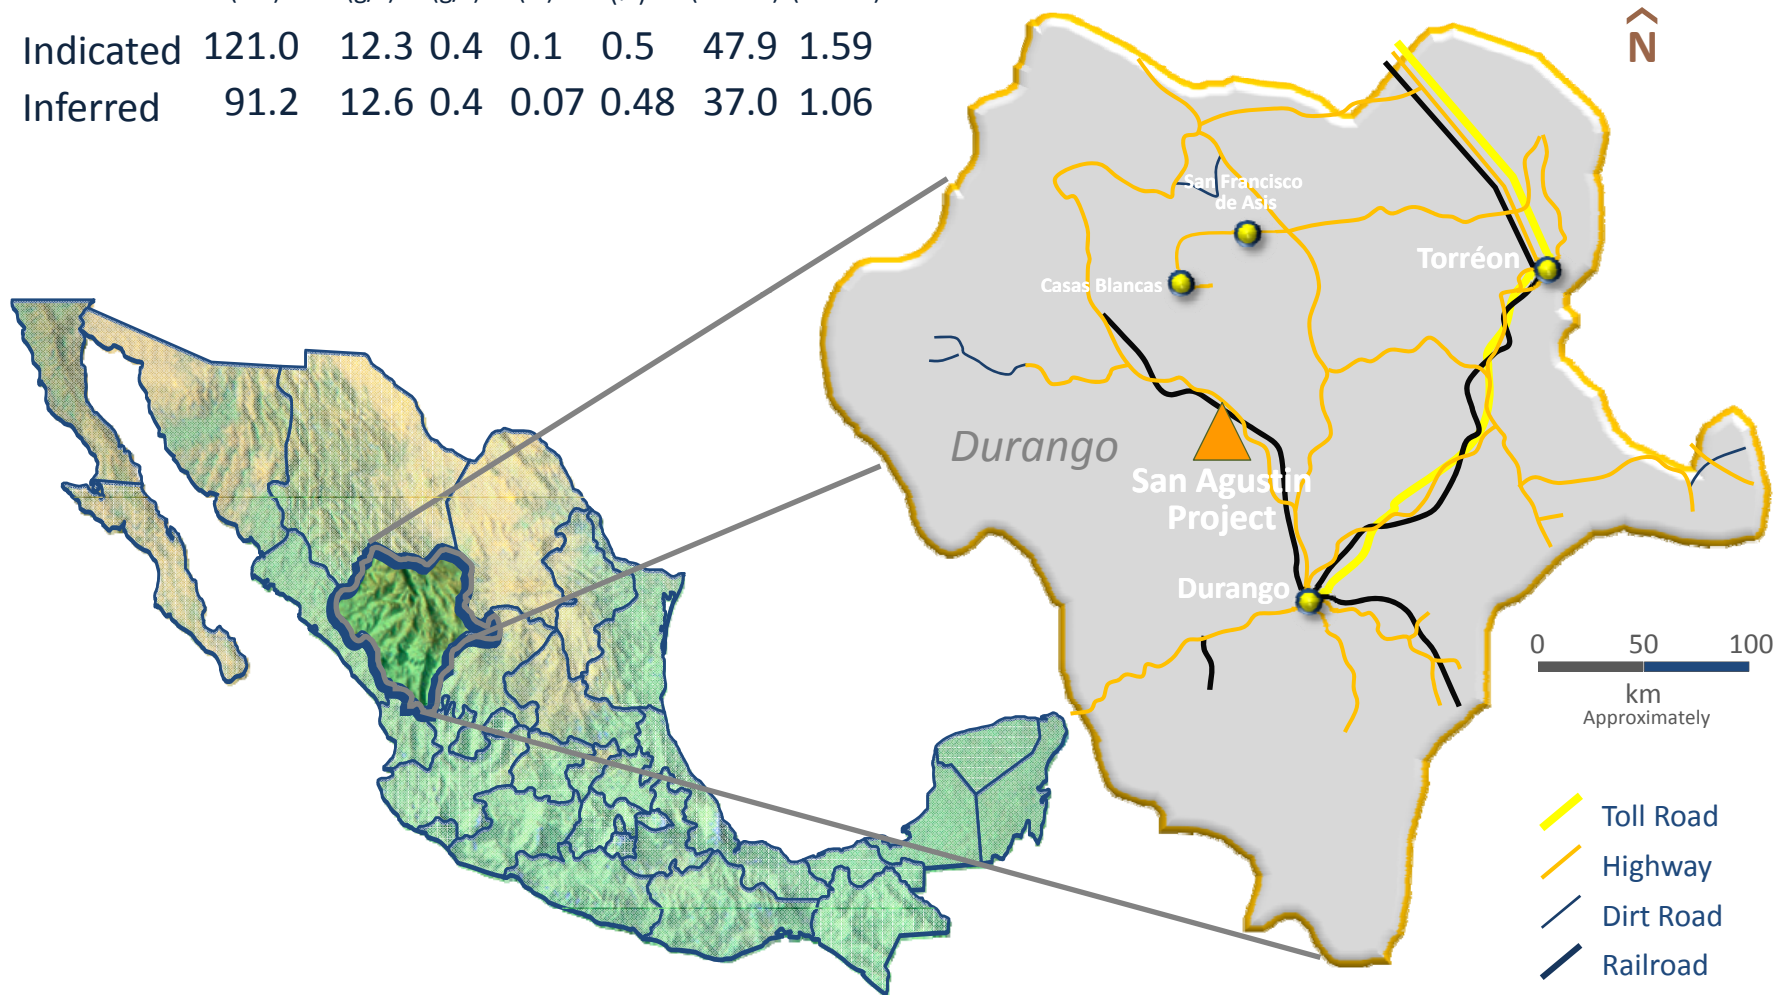 Indicated 121.0 12.3 0.4 0.1 0.5 47.9 1.59
Inferred 91.2 12.6 0.4 0.07 0.48 37.0 1.06
N
San Francisco
de Asis
Torréon
Casas Blancas
Durango
San Agustin
Project
Durango
0 50 100
km
Approximately
Toll Road
Highway
Dirt Road
Railroad